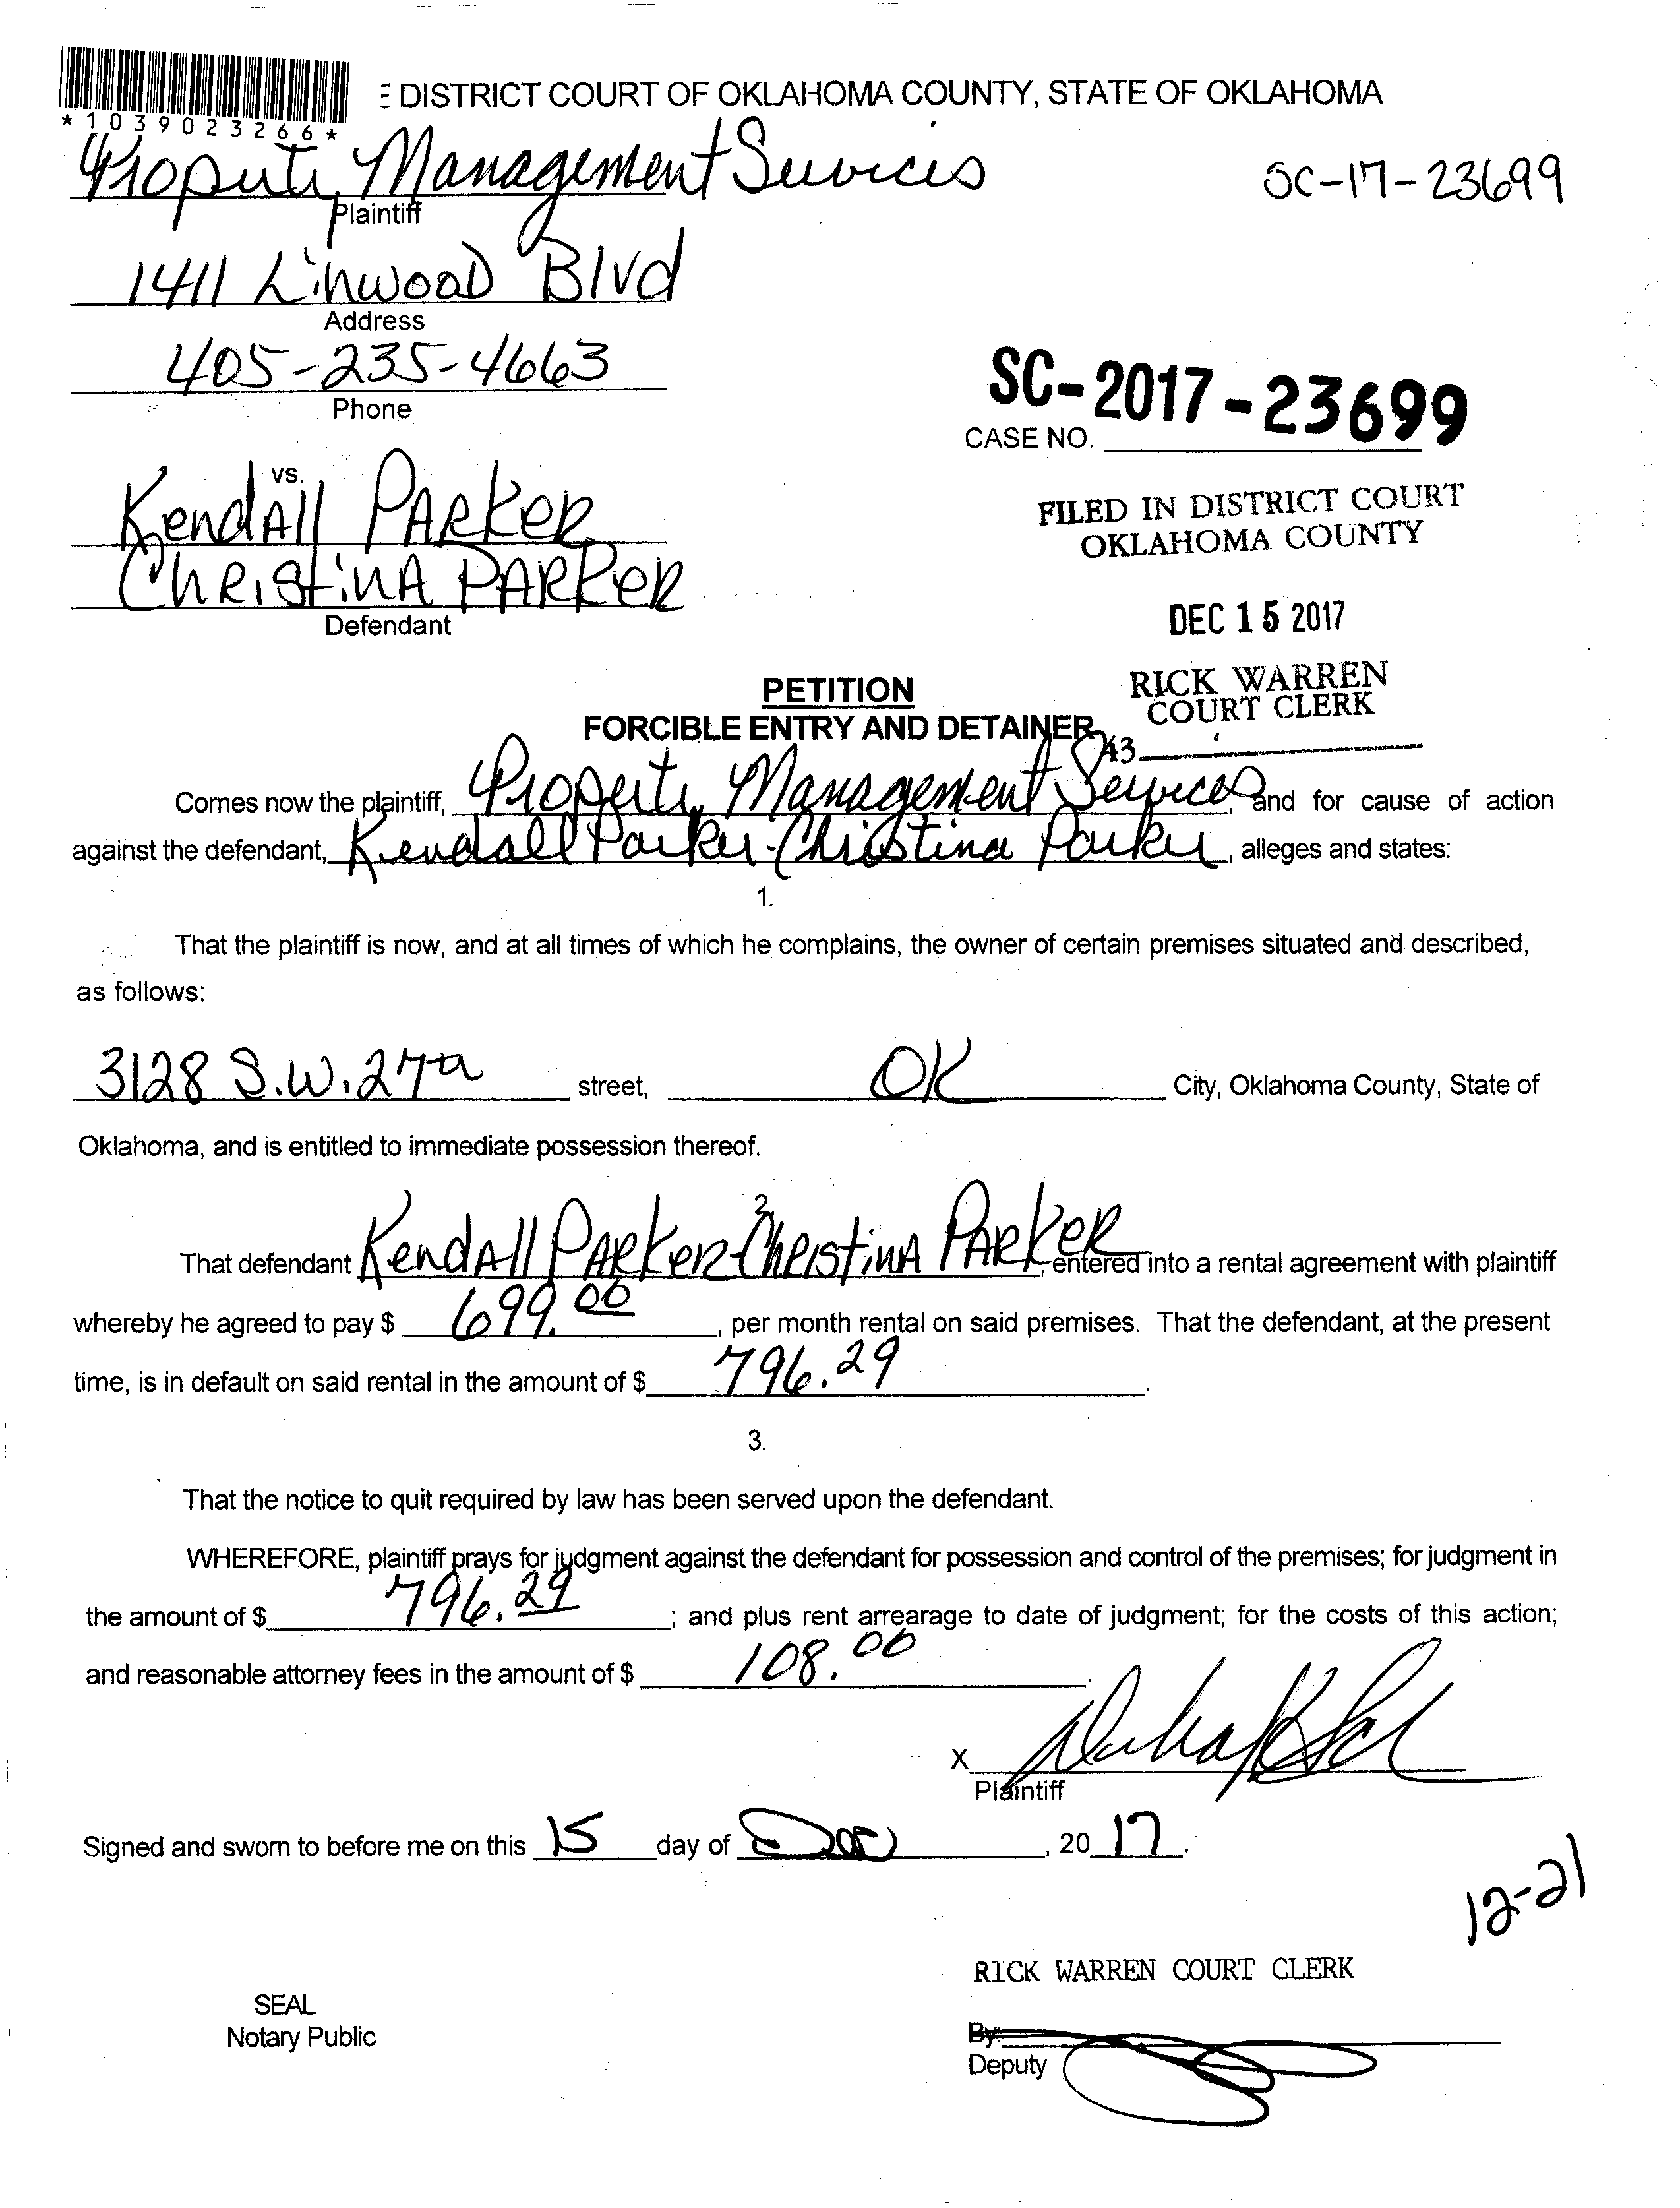 DISTRICT COURT OF OKLAHOMA COUNTY, STATE OF OKLAHOMA
*1039023266*
Property Management Services SC-17-23699
Plaintiff
1411 Linwood Blvd
Address
405-235-4663
Phone
SC-2017-23699
CASE NO.
vs.
Kendall Parker
Christina Parker
Defendant
FILED IN DISTRICT COURT
OKLAHOMA COUNTY
DEC 15 2017
RICK WARREN
COURT CLERK
43
PETITION
FORCIBLE ENTRY AND DETAINER
Comes now the plaintiff, Property Management Services, and for cause of action
against the defendant, Kendall Parker-Christina Parker, alleges and states:
1.
That the plaintiff is now, and at all times of which he complains, the owner of certain premises situated and described,
as follows:
3128 S.W. 27th street, OK City, Oklahoma County, State of
Oklahoma, and is entitled to immediate possession thereof.
2
That defendant Kendall Parker-Christina Parker, entered into a rental agreement with plaintiff
whereby he agreed to pay $ 699.00, per month rental on said premises. That the defendant, at the present
time, is in default on said rental in the amount of $ 796.29.
3.
That the notice to quit required by law has been served upon the defendant.
WHEREFORE, plaintiff prays for judgment against the defendant for possession and control of the premises; for judgment in
the amount of $ 796.29; and plus rent arrearage to date of judgment; for the costs of this action;
and reasonable attorney fees in the amount of $ 108.00.
X
Plaintiff
Signed and sworn to before me on this 15 day of Dec, 2017.
12-21
RICK WARREN COURT CLERK
SEAL
Notary Public
By:
Deputy